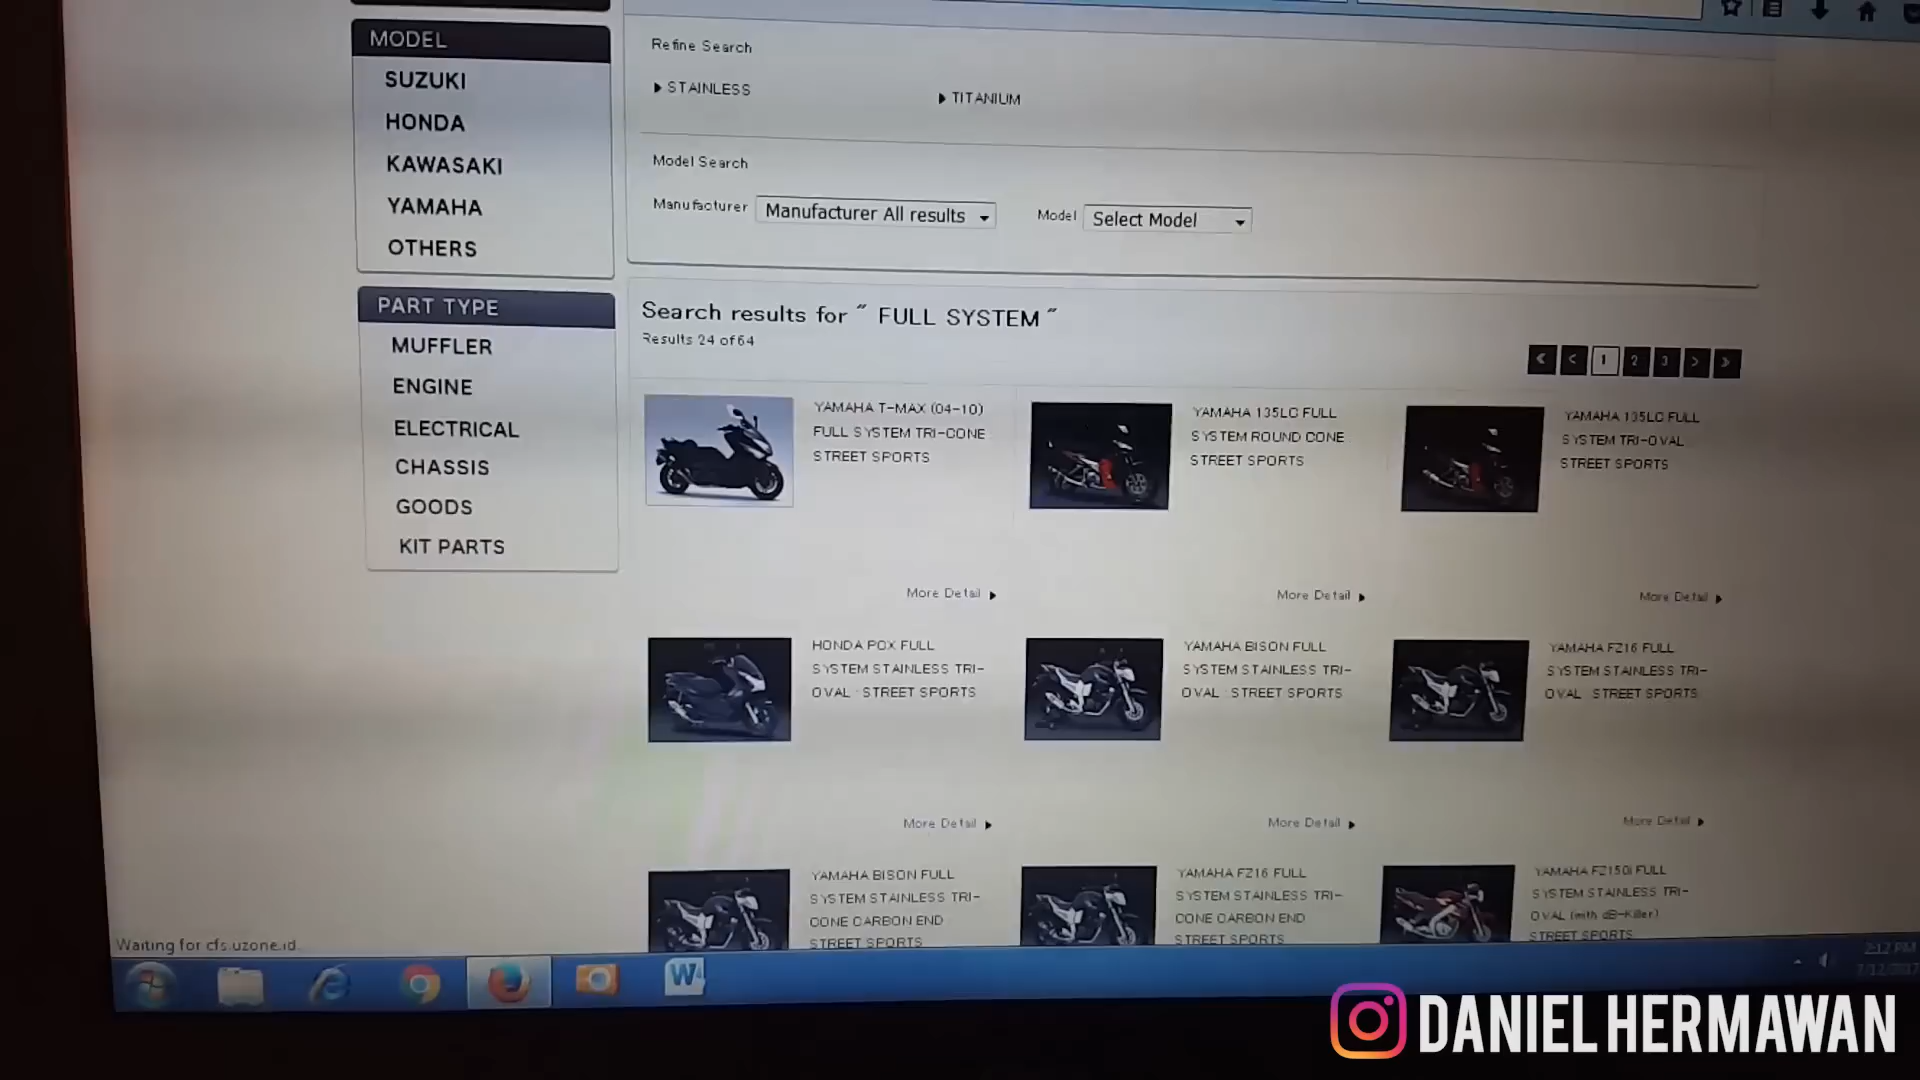 MODEL
SUZUKI
HONDA
KAWASAKI
YAMAHA
OTHERS
PART TYPE
MUFFLER
ENGINE
ELECTRICAL
CHASSIS
GOODS
KIT PARTS
Refine Search
STAINLESS
TITANIUM
Model Search
Manufacturer
Manufacturer All results
Model
Select Model
Search results for " FULL SYSTEM "
Results 24 of 64
< 1 2 3 >
YAMAHA T-MAX (04-10)
FULL SYSTEM TRI-CONE
STREET SPORTS
More Detail
YAMAHA 135LC FULL
SYSTEM ROUND CONE
STREET SPORTS
More Detail
YAMAHA 135LC FULL
SYSTEM TRI-OVAL
STREET SPORTS
More Detail
HONDA PCX FULL
SYSTEM STAINLESS TRI-
OVAL : STREET SPORTS
More Detail
YAMAHA BISON FULL
SYSTEM STAINLESS TRI-
OVAL : STREET SPORTS
More Detail
YAMAHA FZ16 FULL
SYSTEM STAINLESS TRI-
OVAL : STREET SPORTS
More Detail
YAMAHA BISON FULL
SYSTEM STAINLESS TRI-
CONE CARBON END
STREET SPORTS
YAMAHA FZ16 FULL
SYSTEM STAINLESS TRI-
CONE CARBON END
STREET SPORTS
YAMAHA FZ150i FULL
SYSTEM STAINLESS TRI-
OVAL (with dB-Killer)
STREET SPORTS
Waiting for cfs.uzone.id...
W
2:12 PM
7/12/2017
DANIEL HERMAWAN